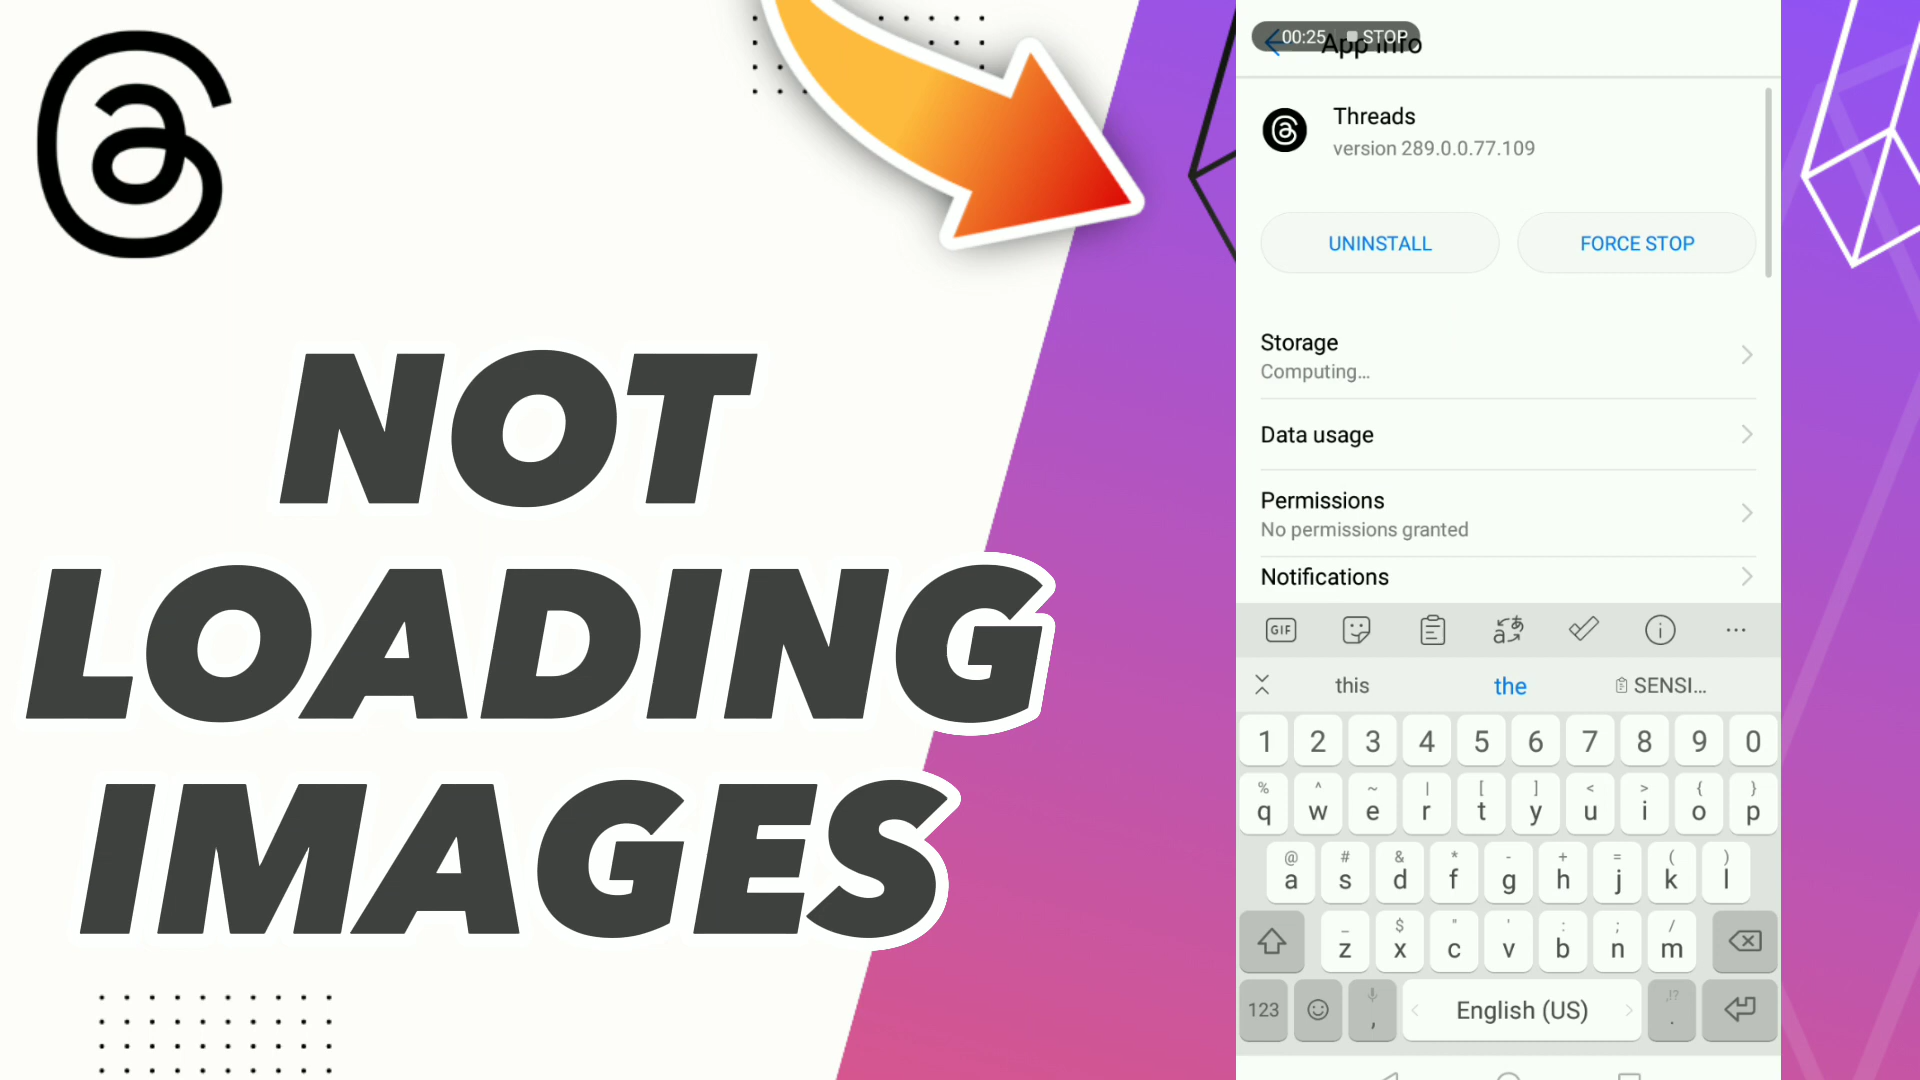 NOT
LOADING
IMAGES
00:25 STOP
App info
Threads
version 289.0.0.77.109
UNINSTALL FORCE STOP
Storage
Computing...
Data usage
Permissions
No permissions granted
Notifications
GIF
this the SENSI...
1 2 3 4 5 6 7 8 9 0
% ^ ~ | [ ] < > { }
q w e r t y u i o p
@ # & * - + = ( )
a s d f g h j k l
_ $ " ' : ; /
z x c v b n m
,!?
123 , English (US) .